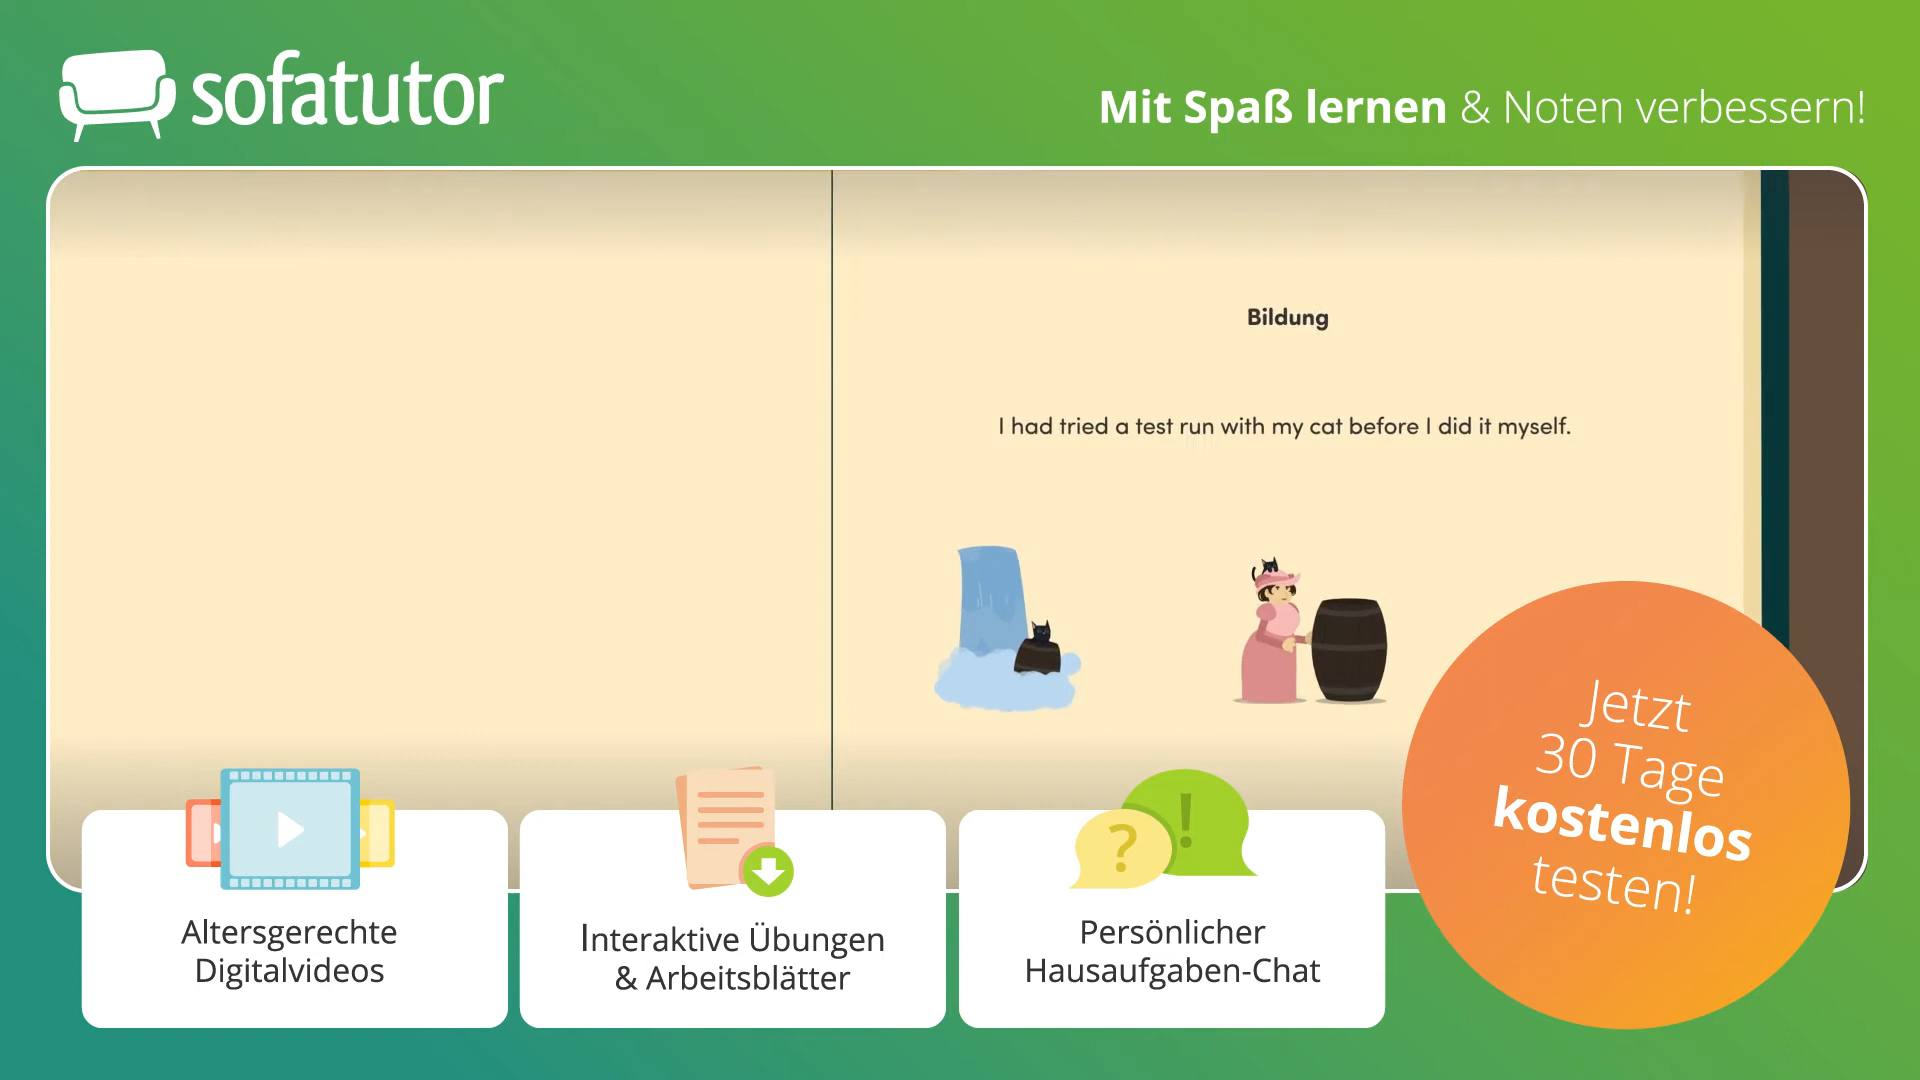 sofatutor
Mit Spaß lernen & Noten verbessern!
Bildung
I had tried a test run with my cat before I did it myself.
Jetzt
30 Tage
kostenlos
testen!
?
!
Altersgerechte
Digitalvideos
Interaktive Übungen
& Arbeitsblätter
Persönlicher
Hausaufgaben-Chat